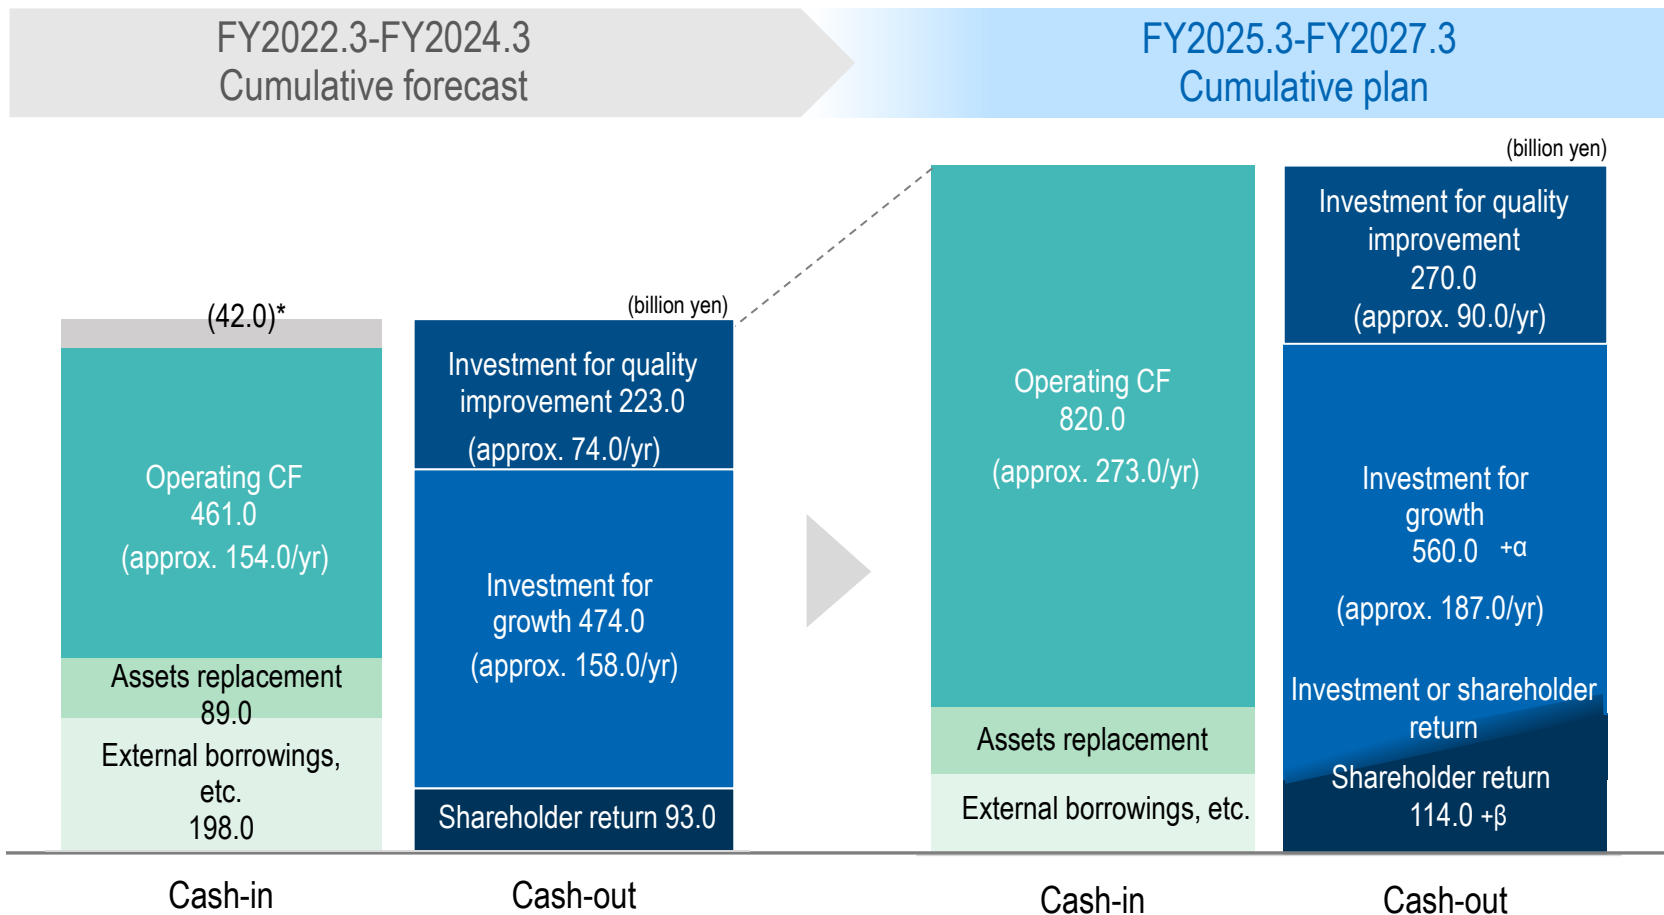 FY2022.3-FY2024.3
Cumulative forecast
FY2025.3-FY2027.3
Cumulative plan
(billion yen)
(42.0)*
Operating CF
461.0
(approx. 154.0/yr)
Assets replacement
89.0
External borrowings,
etc.
198.0
Cash-in
Investment for quality
improvement 223.0
(approx. 74.0/yr)
Investment for
growth 474.0
(approx. 158.0/yr)
Shareholder return 93.0
Cash-out
(billion yen)
Operating CF
820.0
(approx. 273.0/yr)
Assets replacement
External borrowings, etc.
Cash-in
Investment for quality
improvement
270.0
(approx. 90.0/yr)
Investment for
growth
560.0 +α
(approx. 187.0/yr)
Investment or shareholder
return
Shareholder return
114.0 +β
Cash-out